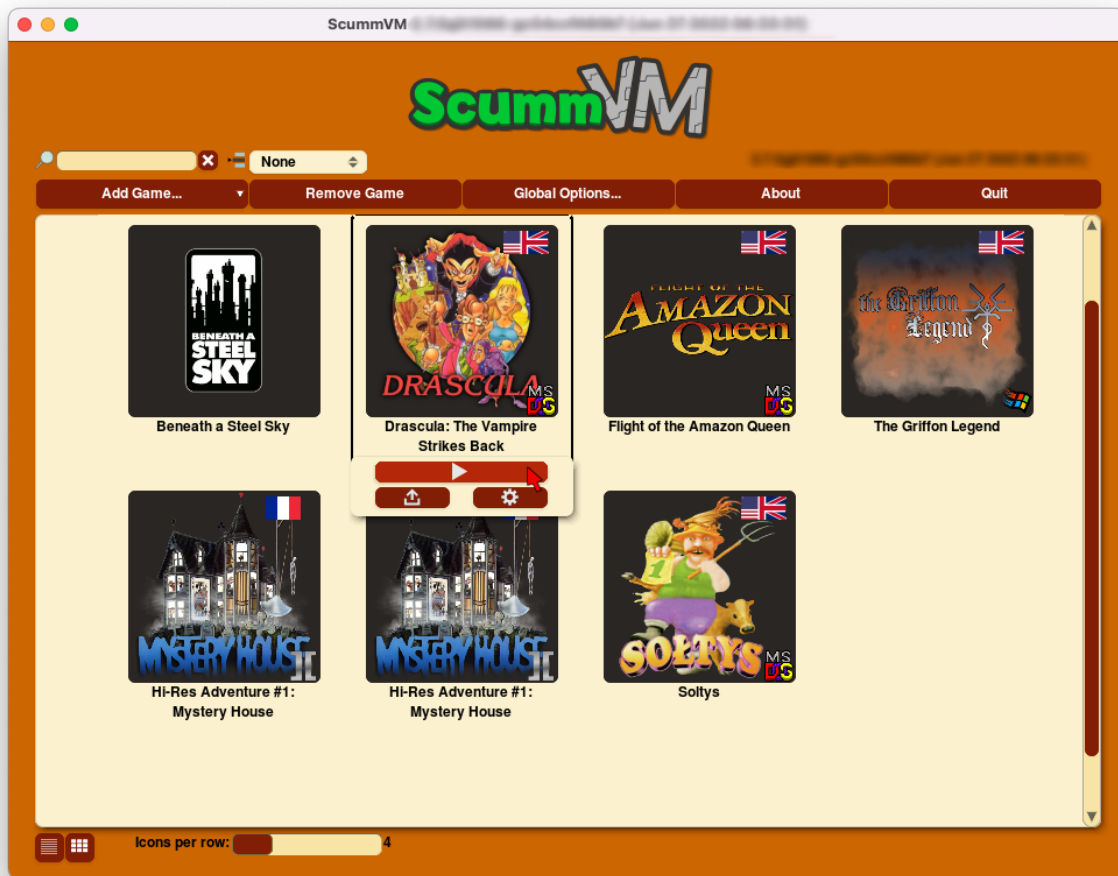 ScummVM
ScummVM
None
Add Game...
Remove Game
Global Options...
About
Quit
BENEATH A
STEEL
SKY
DRASCULA
MS
DOS
FLIGHT OF THE
AMAZON
Queen
MS
DOS
the Griffon
Legend
Beneath a Steel Sky
Drascula: The Vampire
Strikes Back
Flight of the Amazon Queen
The Griffon Legend
MYSTERY HOUSE
][
MYSTERY HOUSE
][
1
SOŁTYS
MS
DOS
Hi-Res Adventure #1:
Mystery House
Hi-Res Adventure #1:
Mystery House
Soltys
Icons per row:
4